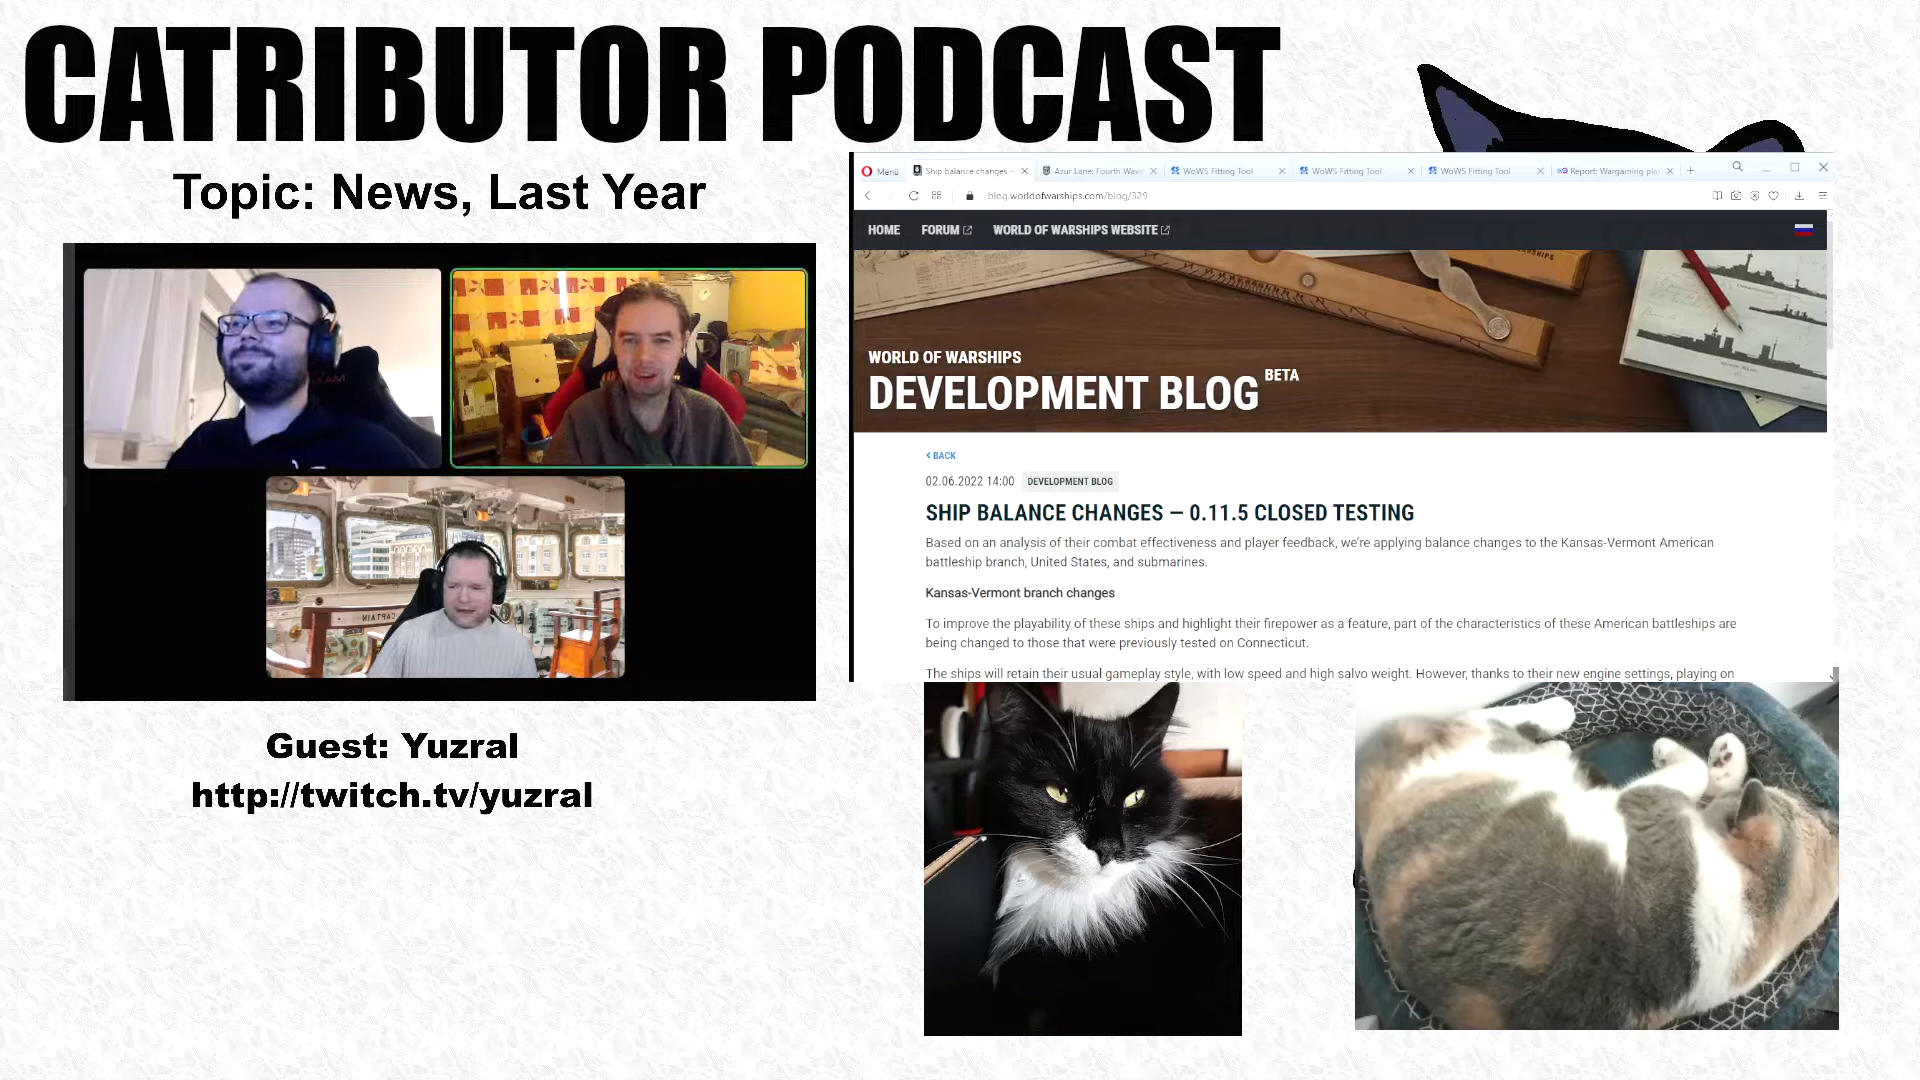 CATRIBUTOR PODCAST
Topic: News, Last Year
Guest: Yuzral
http://twitch.tv/yuzral
Menü
Ship balance changes -
Azur Lane: Fourth Wave
WoWS Fitting Tool
WoWS Fitting Tool
WoWS Fitting Tool
Report: Wargaming plan
blog.worldofwarships.com/blog/329
HOME FORUM WORLD OF WARSHIPS WEBSITE
WORLD OF WARSHIPS
DEVELOPMENT BLOG BETA
< BACK
02.06.2022 14:00 DEVELOPMENT BLOG
SHIP BALANCE CHANGES – 0.11.5 CLOSED TESTING
Based on an analysis of their combat effectiveness and player feedback, we're applying balance changes to the Kansas-Vermont American
battleship branch, United States, and submarines.
Kansas-Vermont branch changes
To improve the playability of these ships and highlight their firepower as a feature, part of the characteristics of these American battleships are
being changed to those that were previously tested on Connecticut.
The ships will retain their usual gameplay style, with low speed and high salvo weight. However, thanks to their new engine settings, playing on